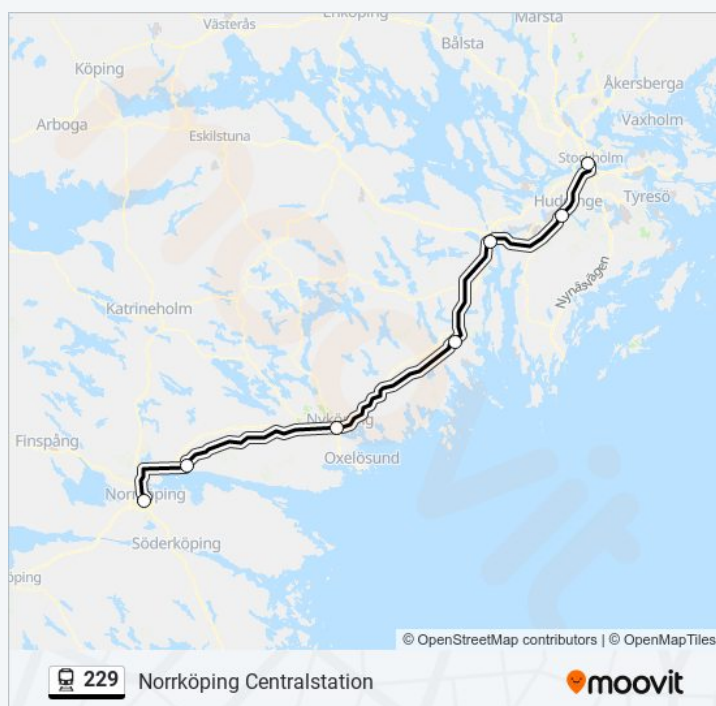 Märsta
Västerås
Enköping
Bålsta
Köping
Åkersberga
Arboga
Eskilstuna
Vaxholm
Stockholm
Huddinge
Tyresö
Nynäsvägen
Katrineholm
Nyköping
Finspång
Oxelösund
Norrköping
Söderköping
öping
© OpenStreetMap contributors | © OpenMapTiles
229 Norrköping Centralstation moovit